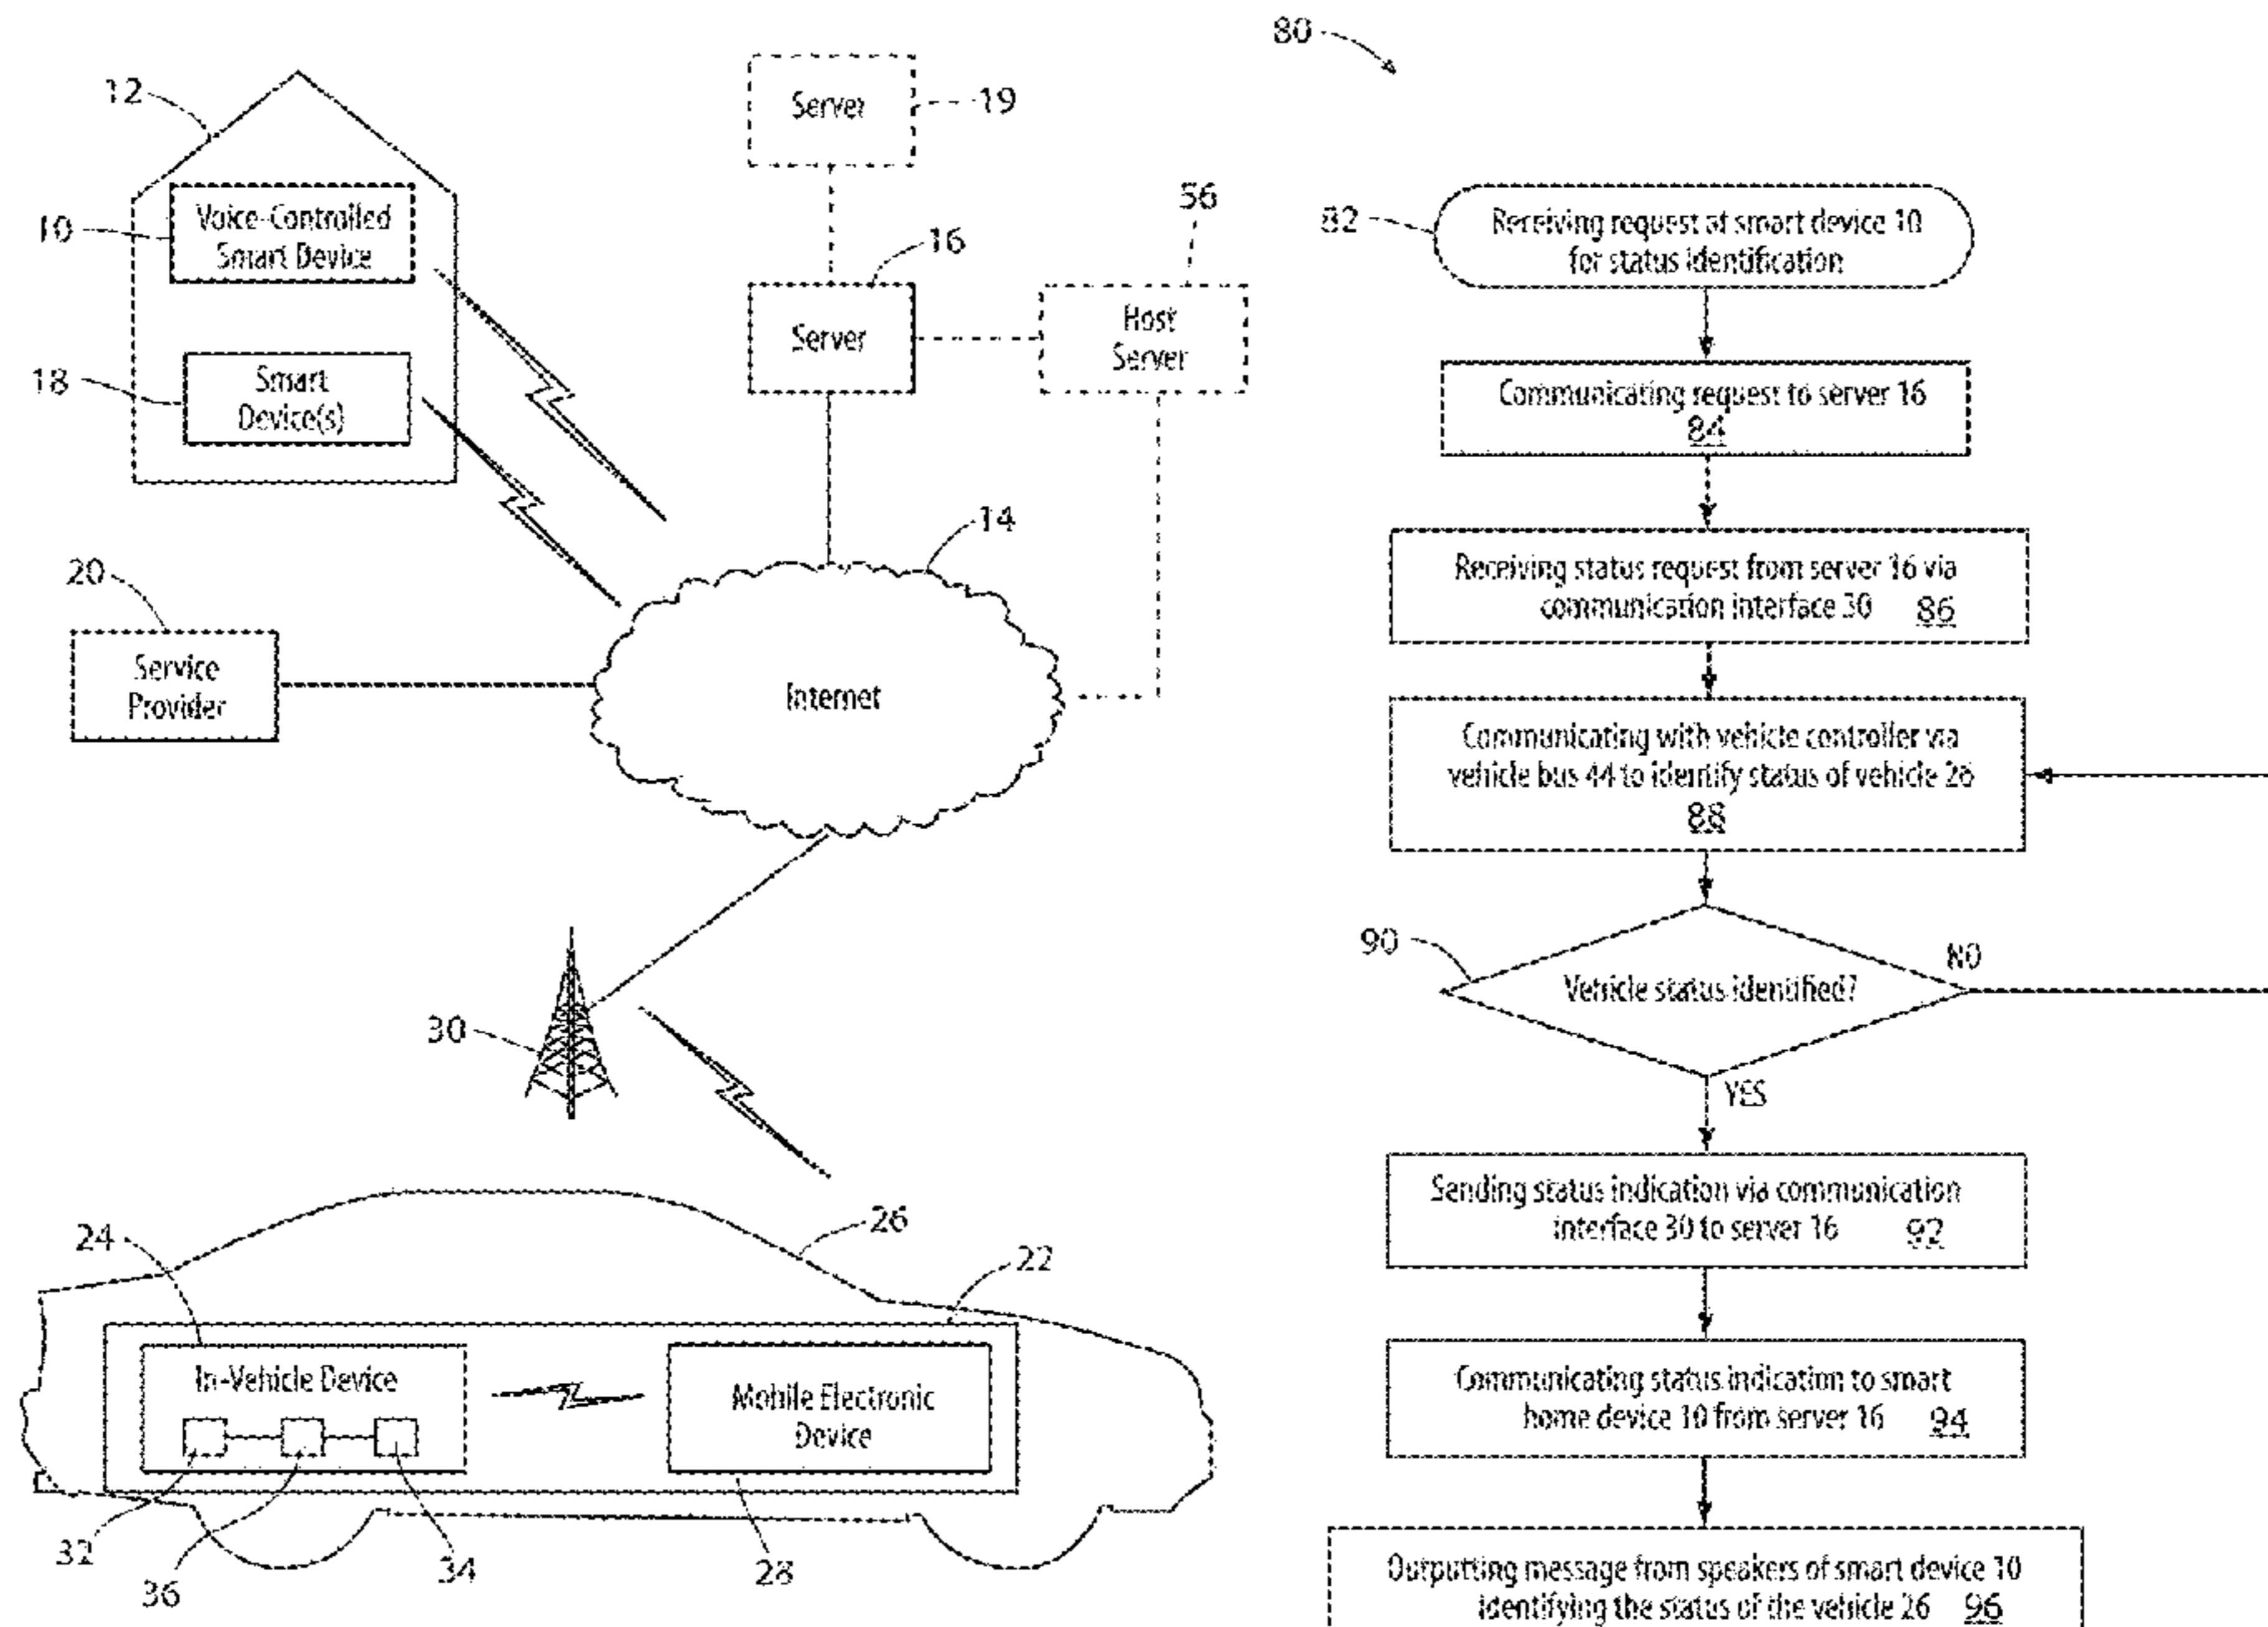 12
10
Voice-Controlled
Smart Device
18
Smart
Device(s)
Server
19
16
Server
56
Host
Server
14
20
Service
Provider
Internet
30
24
26
22
In-Vehicle Device
Mobile Electronic
Device
32
36
34
28
80
82
Receiving request at smart device 10
for status identification
Communicating request to server 16
84
Receiving status request from server 16 via
communication interface 30 86
Communicating with vehicle controller via
vehicle bus 44 to identify status of vehicle 26
88
90
Vehicle status identified?
NO
YES
Sending status indication via communication
interface 30 to server 16 92
Communicating status indication to smart
home device 10 from server 16 94
Outputting message from speakers of smart device 10
identifying the status of the vehicle 26 96